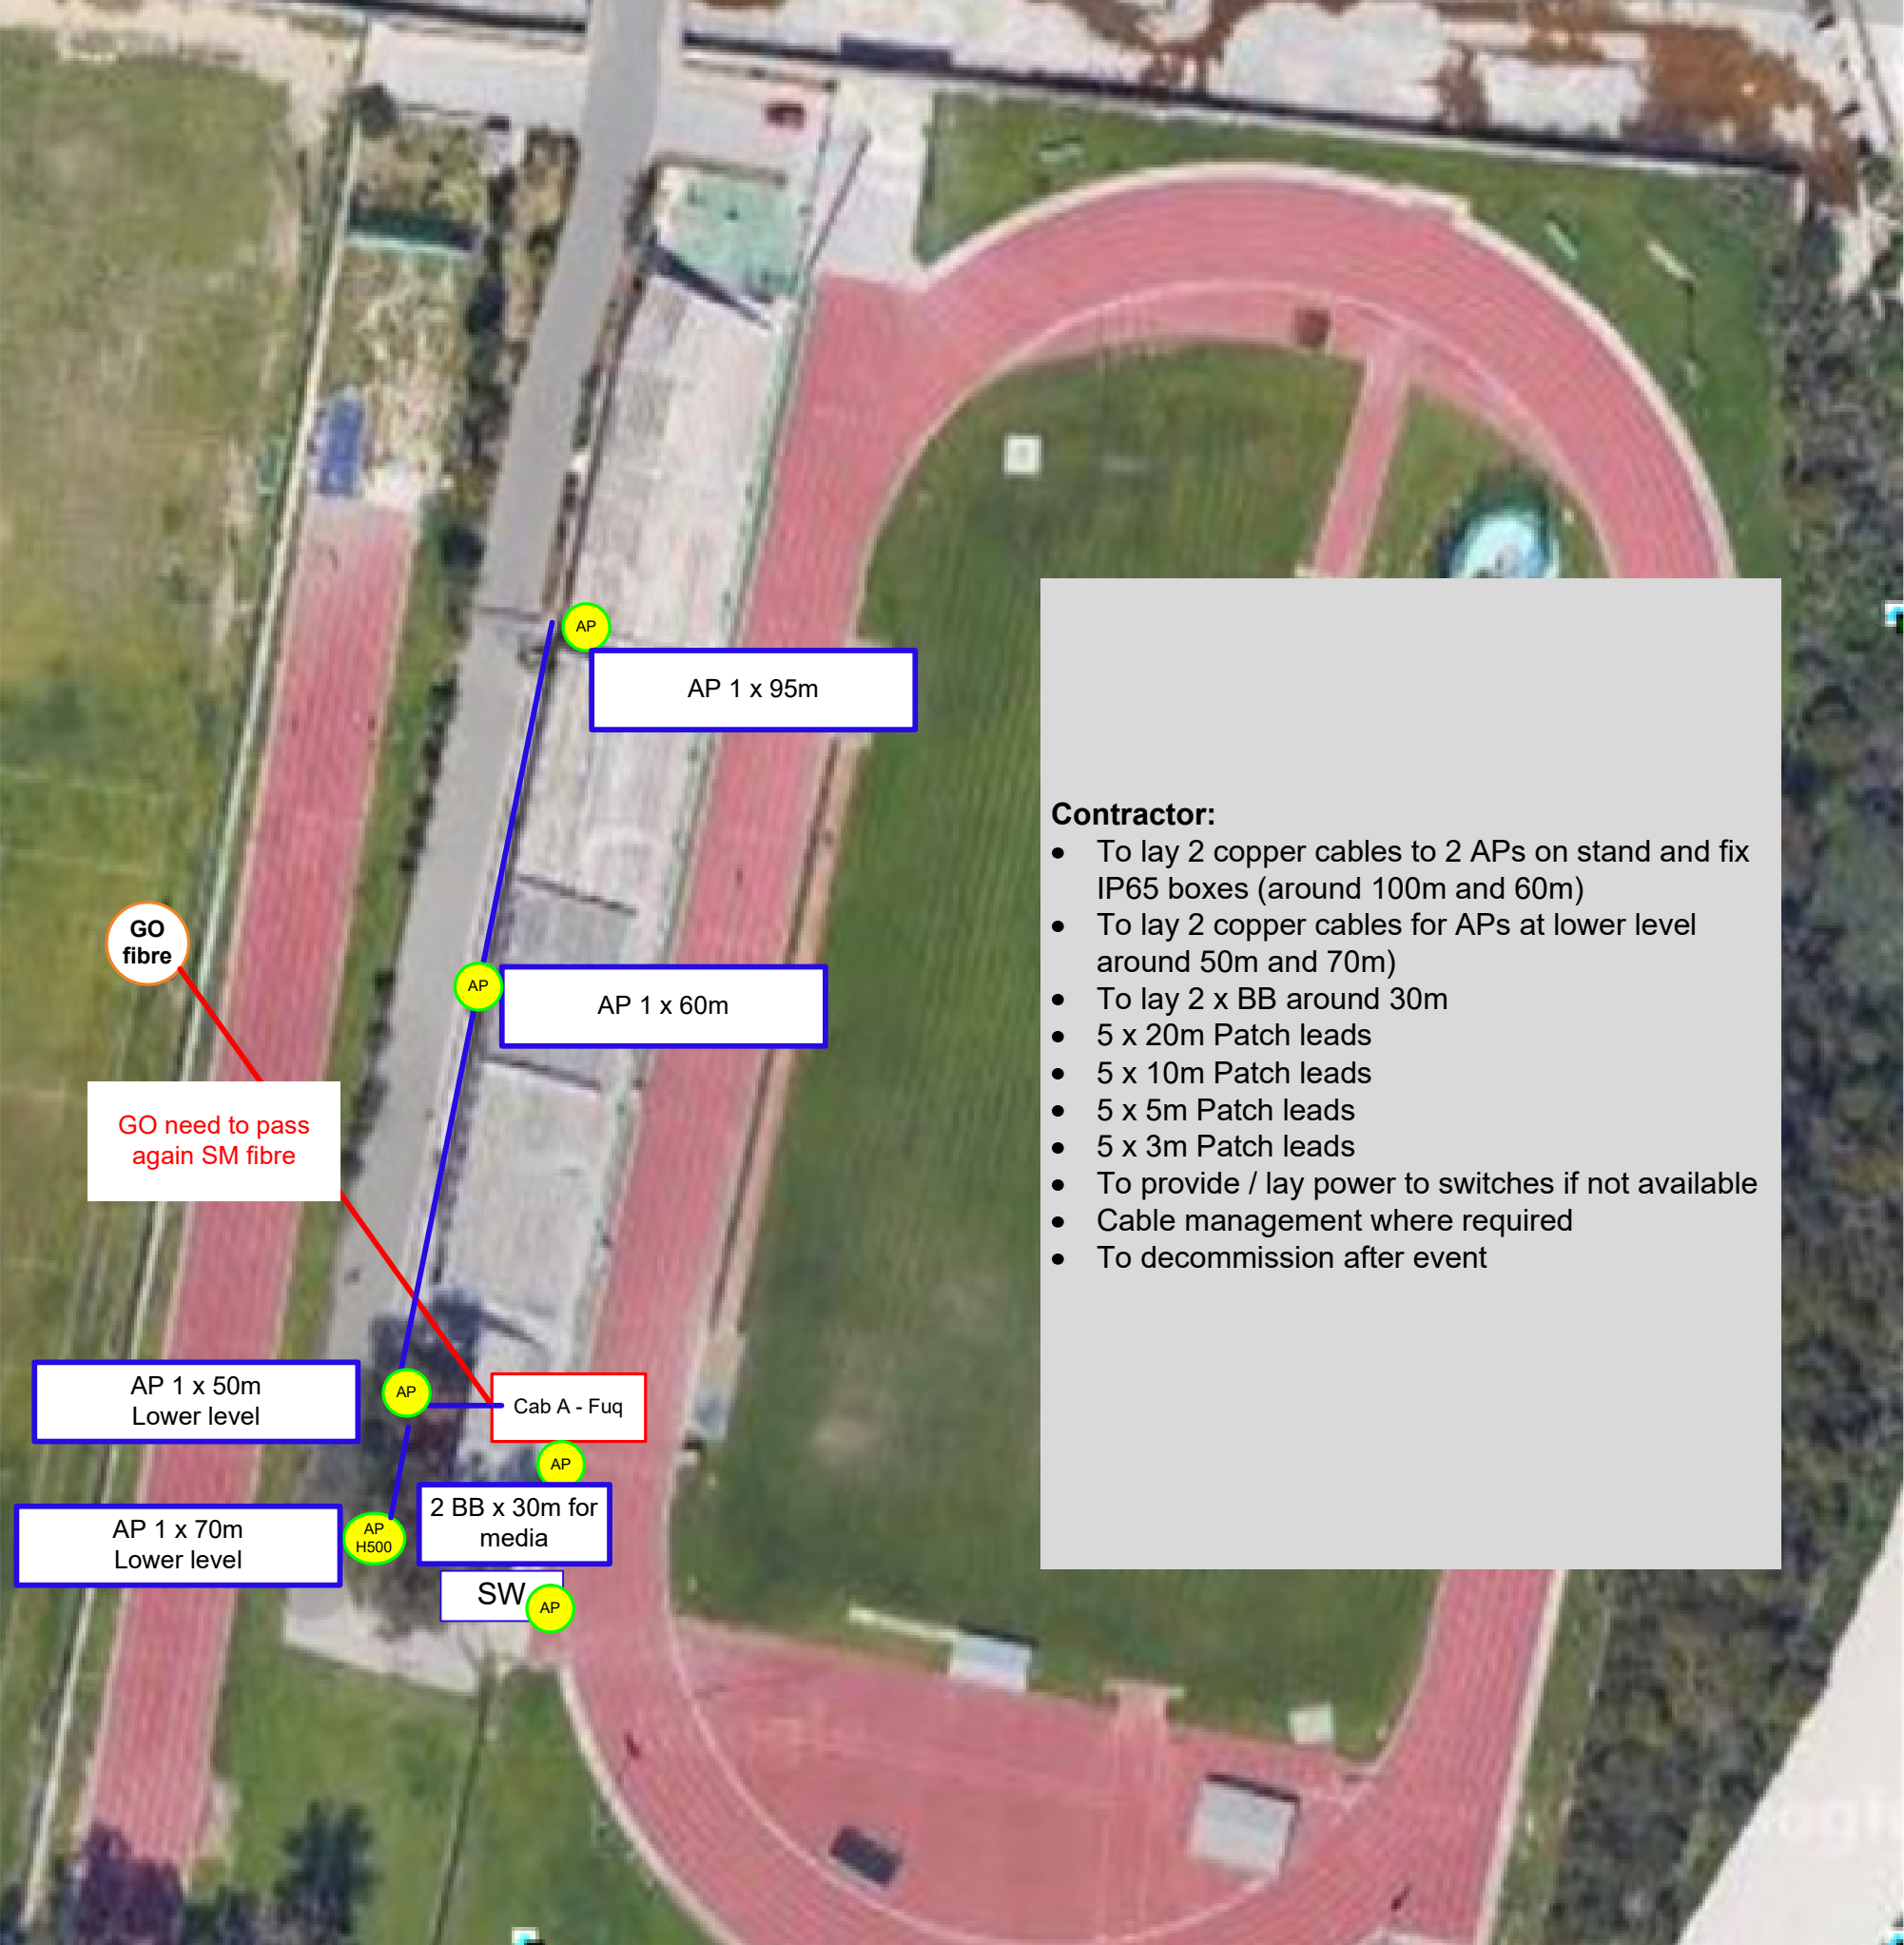 AP
AP 1 x 95m
Contractor:
• To lay 2 copper cables to 2 APs on stand and fix
IP65 boxes (around 100m and 60m)
• To lay 2 copper cables for APs at lower level
around 50m and 70m)
• To lay 2 x BB around 30m
• 5 x 20m Patch leads
• 5 x 10m Patch leads
• 5 x 5m Patch leads
• 5 x 3m Patch leads
• To provide / lay power to switches if not available
• Cable management where required
• To decommission after event
GO
fibre
AP
AP 1 x 60m
GO need to pass
again SM fibre
AP 1 x 50m
Lower level
AP
Cab A - Fuq
AP
AP 1 x 70m
Lower level
AP
H500
2 BB x 30m for
media
SW
AP